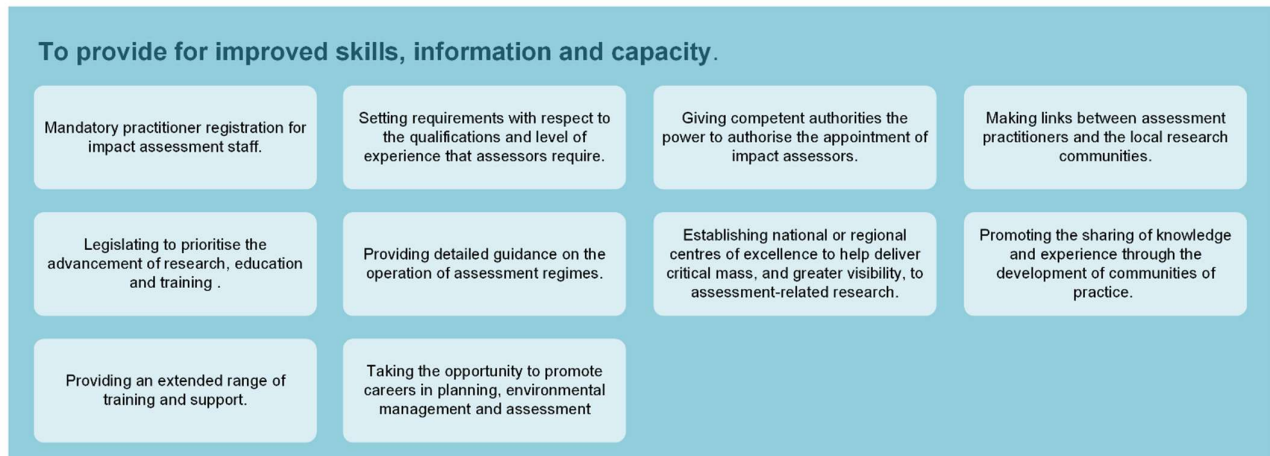 To provide for improved skills, information and capacity.
Mandatory practitioner registration for
impact assessment staff.
Setting requirements with respect to
the qualifications and level of
experience that assessors require.
Giving competent authorities the
power to authorise the appointment of
impact assessors.
Making links between assessment
practitioners and the local research
communities.
Legislating to prioritise the
advancement of research, education
and training .
Providing detailed guidance on the
operation of assessment regimes.
Establishing national or regional
centres of excellence to help deliver
critical mass, and greater visibility, to
assessment-related research.
Promoting the sharing of knowledge
and experience through the
development of communities of
practice.
Providing an extended range of
training and support.
Taking the opportunity to promote
careers in planning, environmental
management and assessment